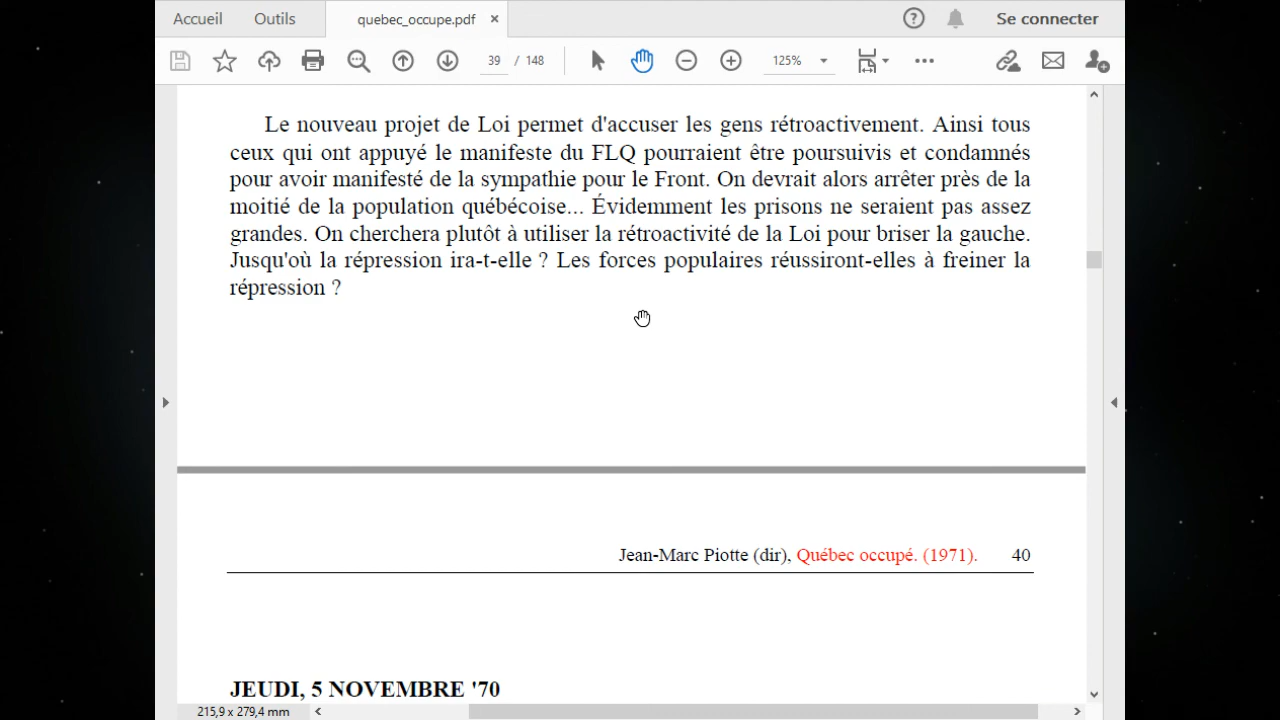 Accueil Outils quebec_occupe.pdf × ? Se connecter
39 / 148 125%
Le nouveau projet de Loi permet d'accuser les gens rétroactivement. Ainsi tous
ceux qui ont appuyé le manifeste du FLQ pourraient être poursuivis et condamnés
pour avoir manifesté de la sympathie pour le Front. On devrait alors arrêter près de la
moitié de la population québécoise... Évidemment les prisons ne seraient pas assez
grandes. On cherchera plutôt à utiliser la rétroactivité de la Loi pour briser la gauche.
Jusqu'où la répression ira-t-elle ? Les forces populaires réussiront-elles à freiner la
répression ?
Jean-Marc Piotte (dir), Québec occupé. (1971). 40
JEUDI, 5 NOVEMBRE '70
215,9 x 279,4 mm